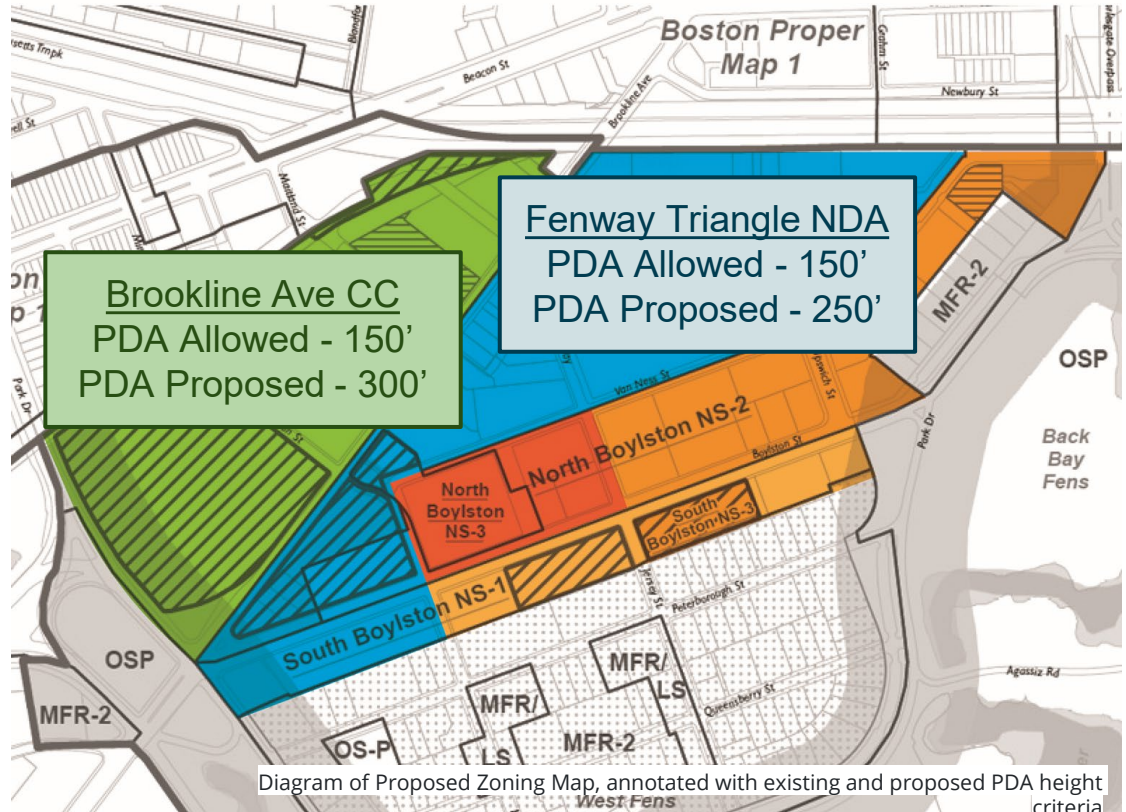 Boston Proper
Map 1
Beacon St
Brookline Ave
Newbury St
Maitland St
Fenway Triangle NDA
PDA Allowed - 150'
PDA Proposed - 250'
Brookline Ave CC
PDA Allowed - 150'
PDA Proposed - 300'
MFR-2
OSP
Park Dr
Van Ness St
Park Dr
Back
Bay
Fens
North Boylston NS-2
Boylston St
North
Boylston
NS-3
South
Boylston NS-3
South Boylston NS-1
Jersey St
Peterborough St
OSP
MFR/
LS
Agassiz Rd
MFR-2
MFR/
LS
Queensberry St
OS-P
MFR-2
Diagram of Proposed Zoning Map, annotated with existing and proposed PDA height
criteria
West Fens